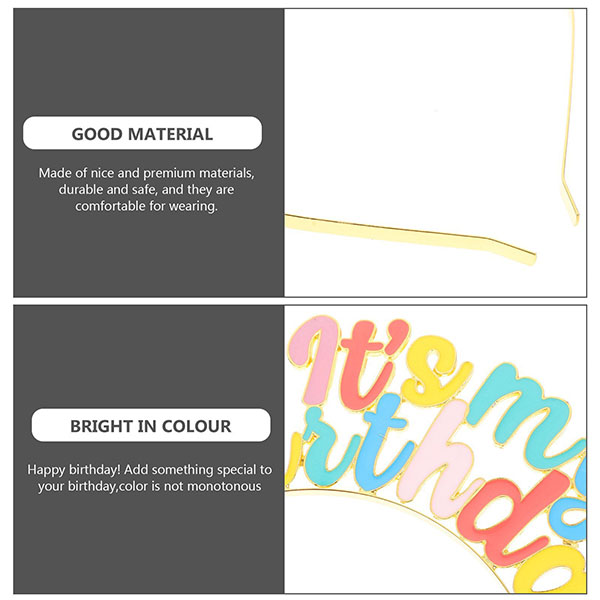 GOOD MATERIAL
Made of nice and premium materials,
durable and safe, and they are
comfortable for wearing.
BRIGHT IN COLOUR
Happy birthday! Add something special to
your birthday,color is not monotonous
It's m
rthda